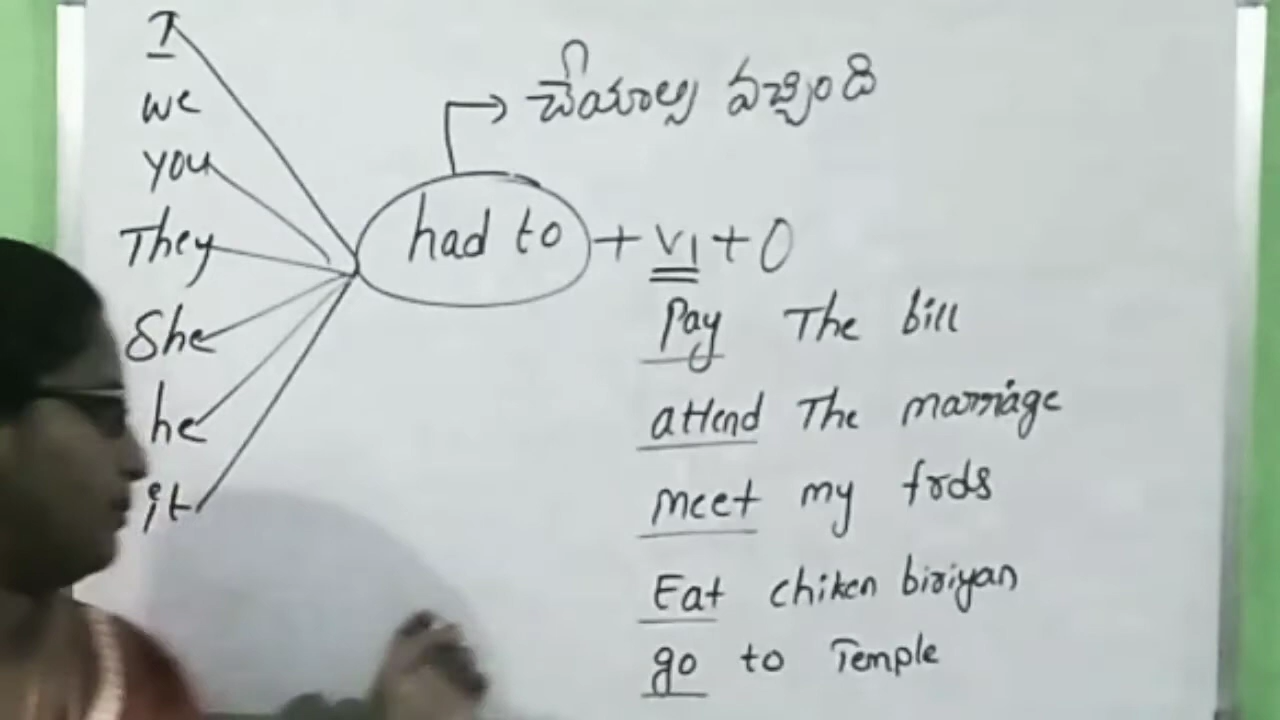 I
we
you
They
She
he
it
చేయాల్సి వచ్చింది
had to + V1 + O
Pay The bill
attend The marriage
meet my frds
Eat chiken biriyan
go to Temple